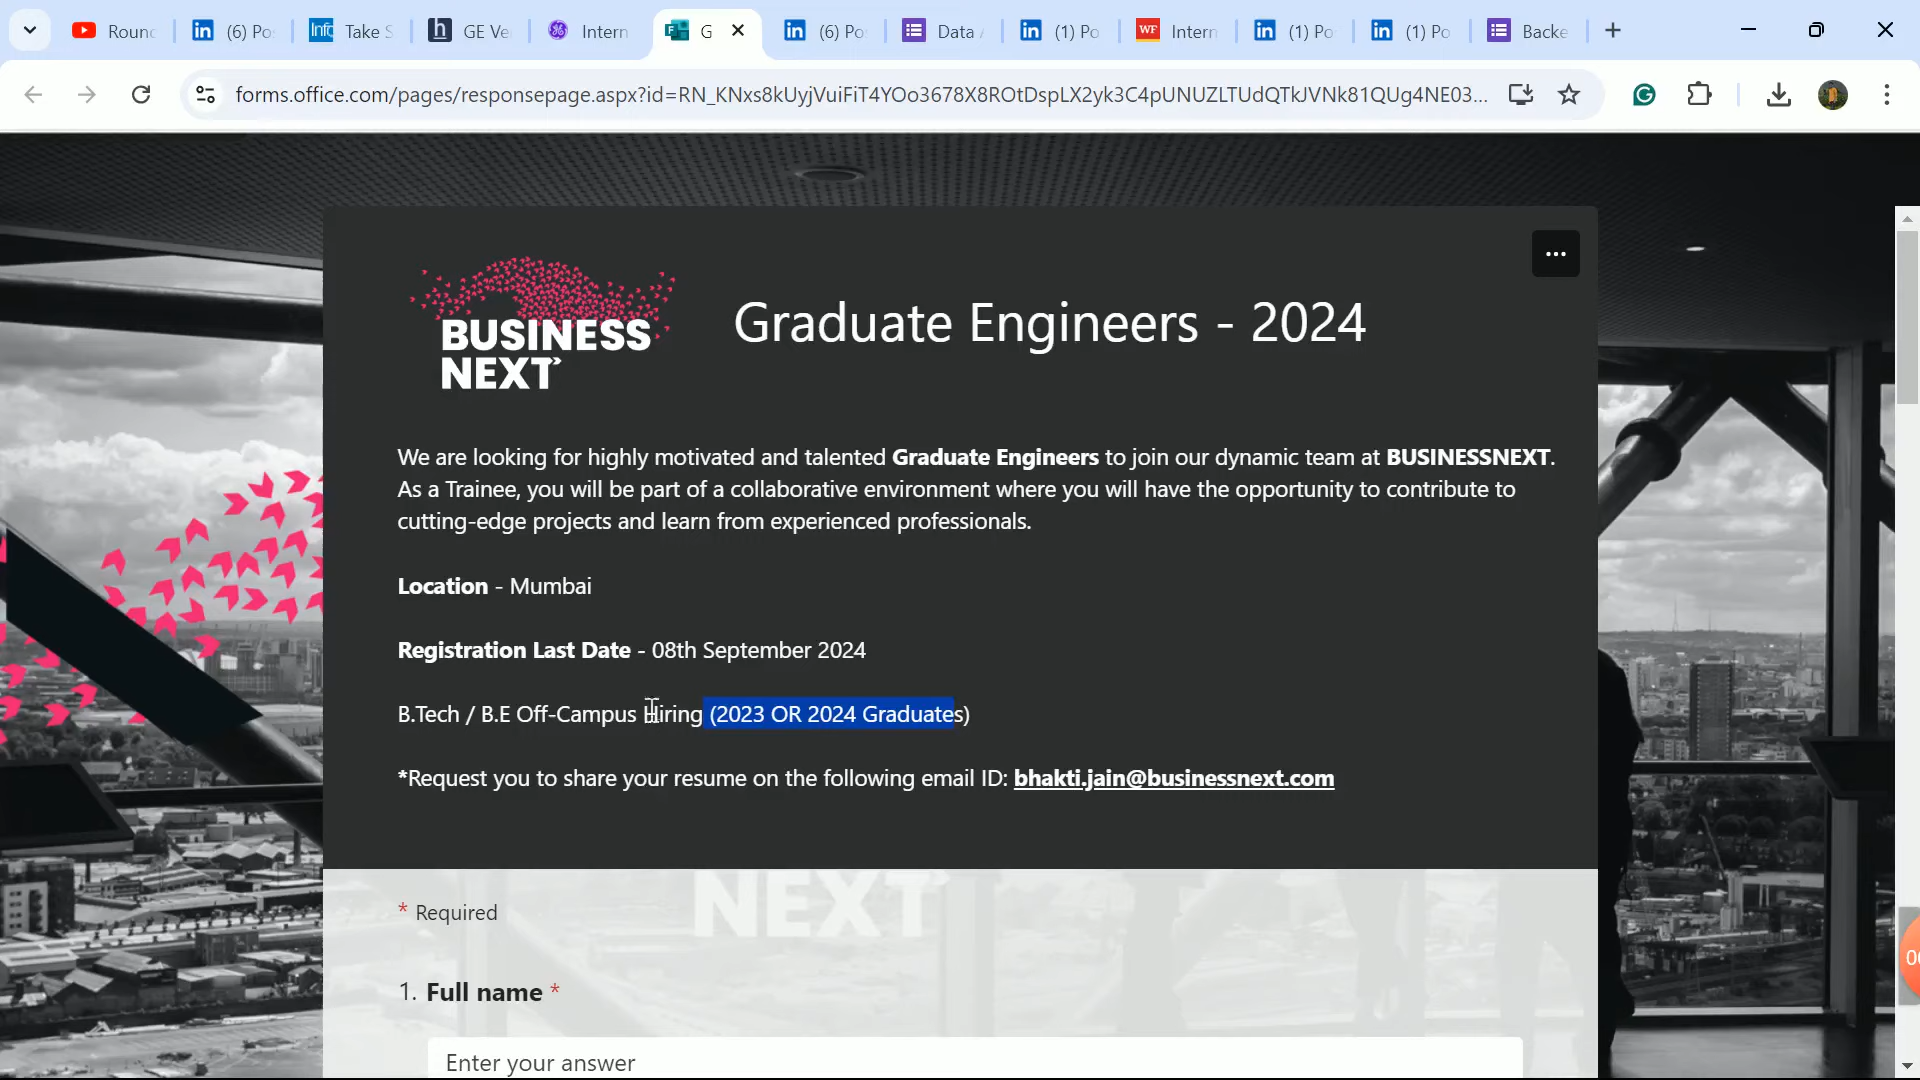 Roun
(6) Po
Take S
GE Ve
Intern
G
(6) Po
Data
(1) Po
Intern
(1) Po
(1) Po
Backe
forms.office.com/pages/responsepage.aspx?id=RN_KNxs8kUyjVuiFiT4YOo3678X8ROtDspLX2yk3C4pUNUZLTUdQTkJVNk81QUg4NE03...
BUSINESS
NEXT
Graduate Engineers - 2024
We are looking for highly motivated and talented Graduate Engineers to join our dynamic team at BUSINESSNEXT.
As a Trainee, you will be part of a collaborative environment where you will have the opportunity to contribute to
cutting-edge projects and learn from experienced professionals.
Location - Mumbai
Registration Last Date - 08th September 2024
B.Tech / B.E Off-Campus Hiring (2023 OR 2024 Graduates)
*Request you to share your resume on the following email ID: bhakti.jain@businessnext.com
NEXT
* Required
1. Full name *
Enter your answer